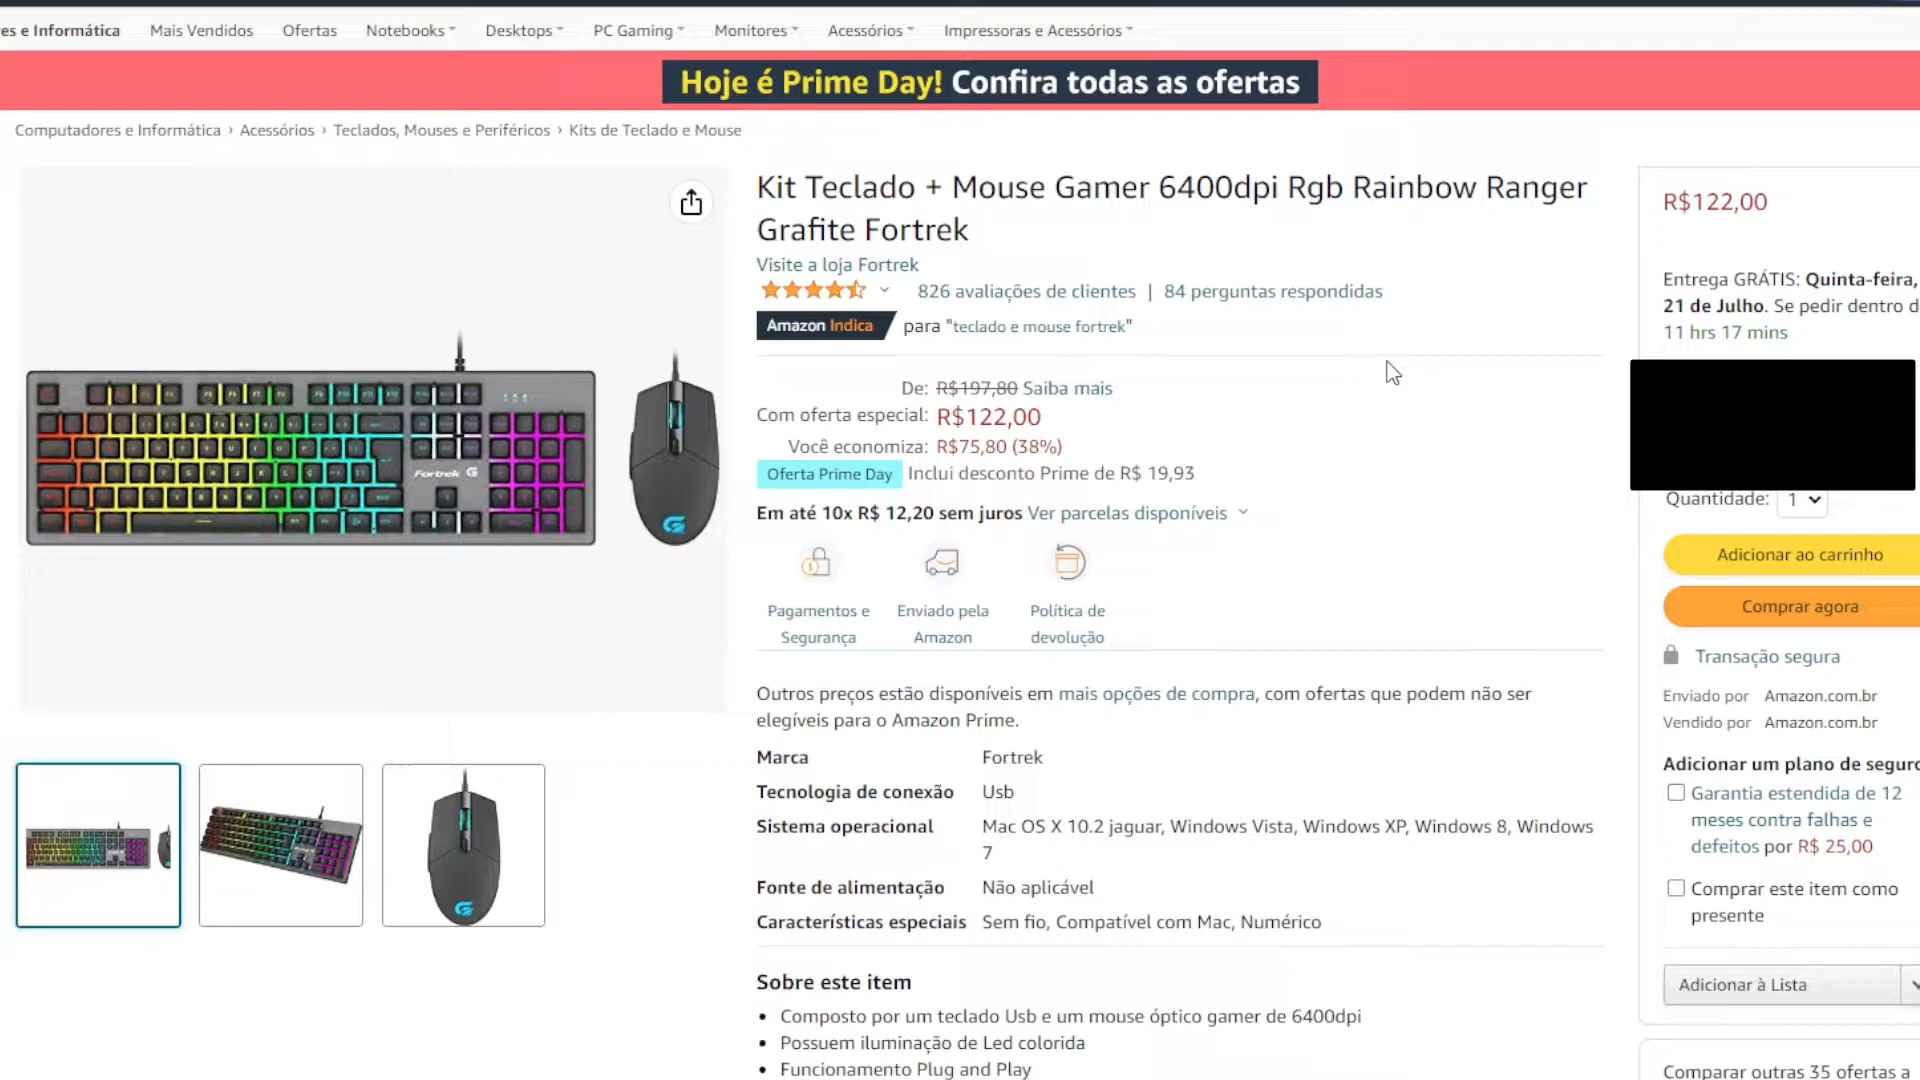 es e Informática
Mais Vendidos
Ofertas
Notebooks
Desktops
PC Gaming
Monitores
Acessórios
Impressoras e Acessórios
Hoje é Prime Day! Confira todas as ofertas
Computadores e Informática › Acessórios › Teclados, Mouses e Periféricos › Kits de Teclado e Mouse
Fortrek G
Kit Teclado + Mouse Gamer 6400dpi Rgb Rainbow Ranger
Grafite Fortrek
Visite a loja Fortrek
826 avaliações de clientes | 84 perguntas respondidas
Amazon Indica para "teclado e mouse fortrek"
De: R$197,80 Saiba mais
Com oferta especial: R$122,00
Você economiza: R$75,80 (38%)
Oferta Prime Day Inclui desconto Prime de R$ 19,93
Em até 10x R$ 12,20 sem juros Ver parcelas disponíveis
Pagamentos e
Segurança
Enviado pela
Amazon
Política de
devolução
Outros preços estão disponíveis em mais opções de compra, com ofertas que podem não ser
elegíveis para o Amazon Prime.
Marca Fortrek
Tecnologia de conexão Usb
Sistema operacional Mac OS X 10.2 jaguar, Windows Vista, Windows XP, Windows 8, Windows
7
Fonte de alimentação Não aplicável
Características especiais Sem fio, Compatível com Mac, Numérico
Sobre este item
• Composto por um teclado Usb e um mouse óptico gamer de 6400dpi
• Possuem iluminação de Led colorida
• Funcionamento Plug and Play
R$122,00
Entrega GRÁTIS: Quinta-feira,
21 de Julho. Se pedir dentro d
11 hrs 17 mins
Quantidade: 1
Adicionar ao carrinho
Comprar agora
Transação segura
Enviado por Amazon.com.br
Vendido por Amazon.com.br
Adicionar um plano de seguro
Garantia estendida de 12
meses contra falhas e
defeitos por R$ 25,00
Comprar este item como
presente
Adicionar à Lista
Comparar outras 35 ofertas a